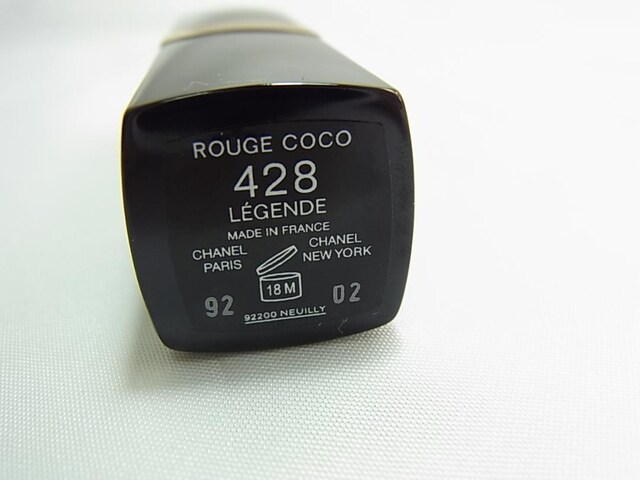 ROUGE COCO
428
LÉGENDE
MADE IN FRANCE
CHANEL
PARIS
CHANEL
NEW YORK
18 M
92 02
92200 NEUILLY